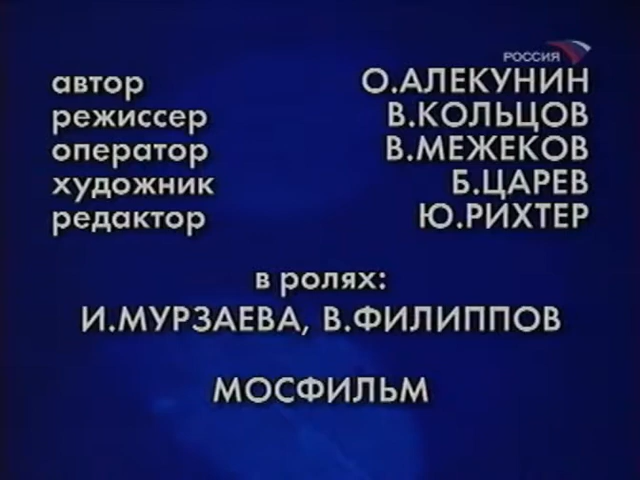 РОССИЯ
автор О.АЛЕКУНИН
режиссер В.КОЛЬЦОВ
оператор В.МЕЖЕКОВ
художник Б.ЦАРЕВ
редактор Ю.РИХТЕР
в ролях:
И.МУРЗАЕВА, В.ФИЛИППОВ
МОСФИЛЬМ